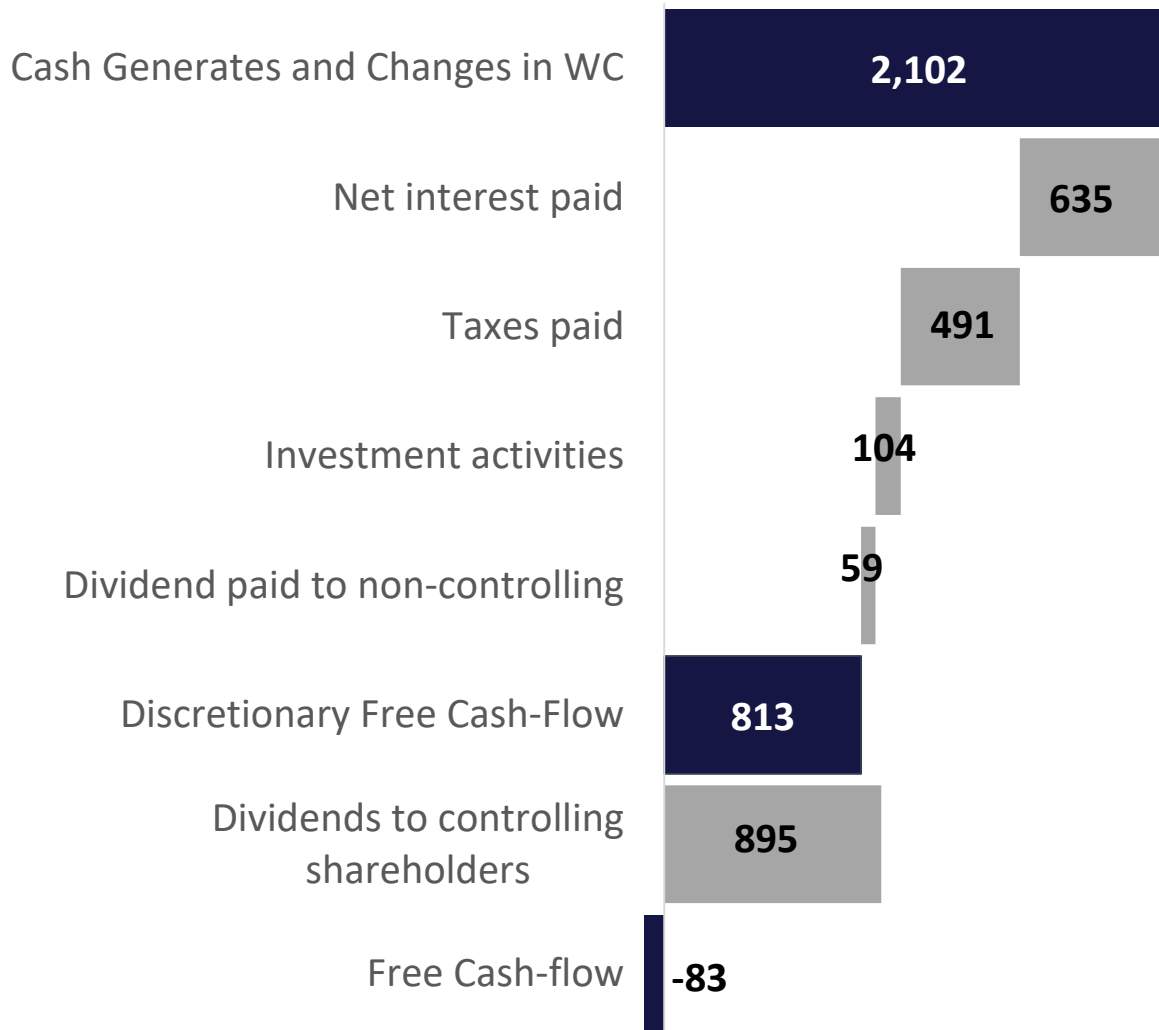 Cash Generates and Changes in WC
2,102
Net interest paid
635
Taxes paid
491
Investment activities
104
Dividend paid to non-controlling
59
Discretionary Free Cash-Flow
813
Dividends to controlling
shareholders
895
Free Cash-flow
-83